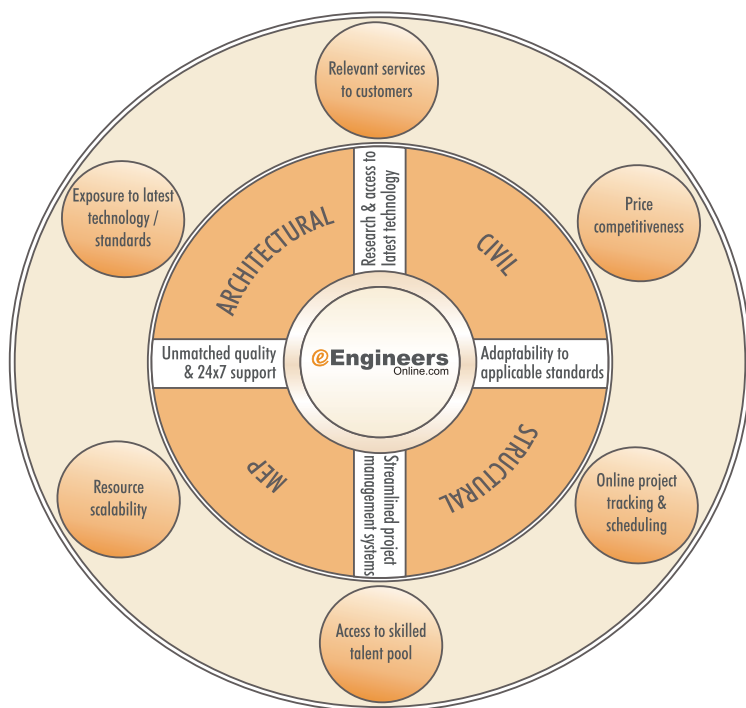 Relevant services
to customers
Exposure to latest
technology /
standards
Price
competitiveness
ARCHITECTURAL
Research & access to
latest technology
CIVIL
Unmatched quality
& 24x7 support
@Engineers
Online.com
Adaptability to
applicable standards
MEP
Streamlined project
management systems
STRUCTURAL
Resource
scalability
Online project
tracking &
scheduling
Access to skilled
talent pool